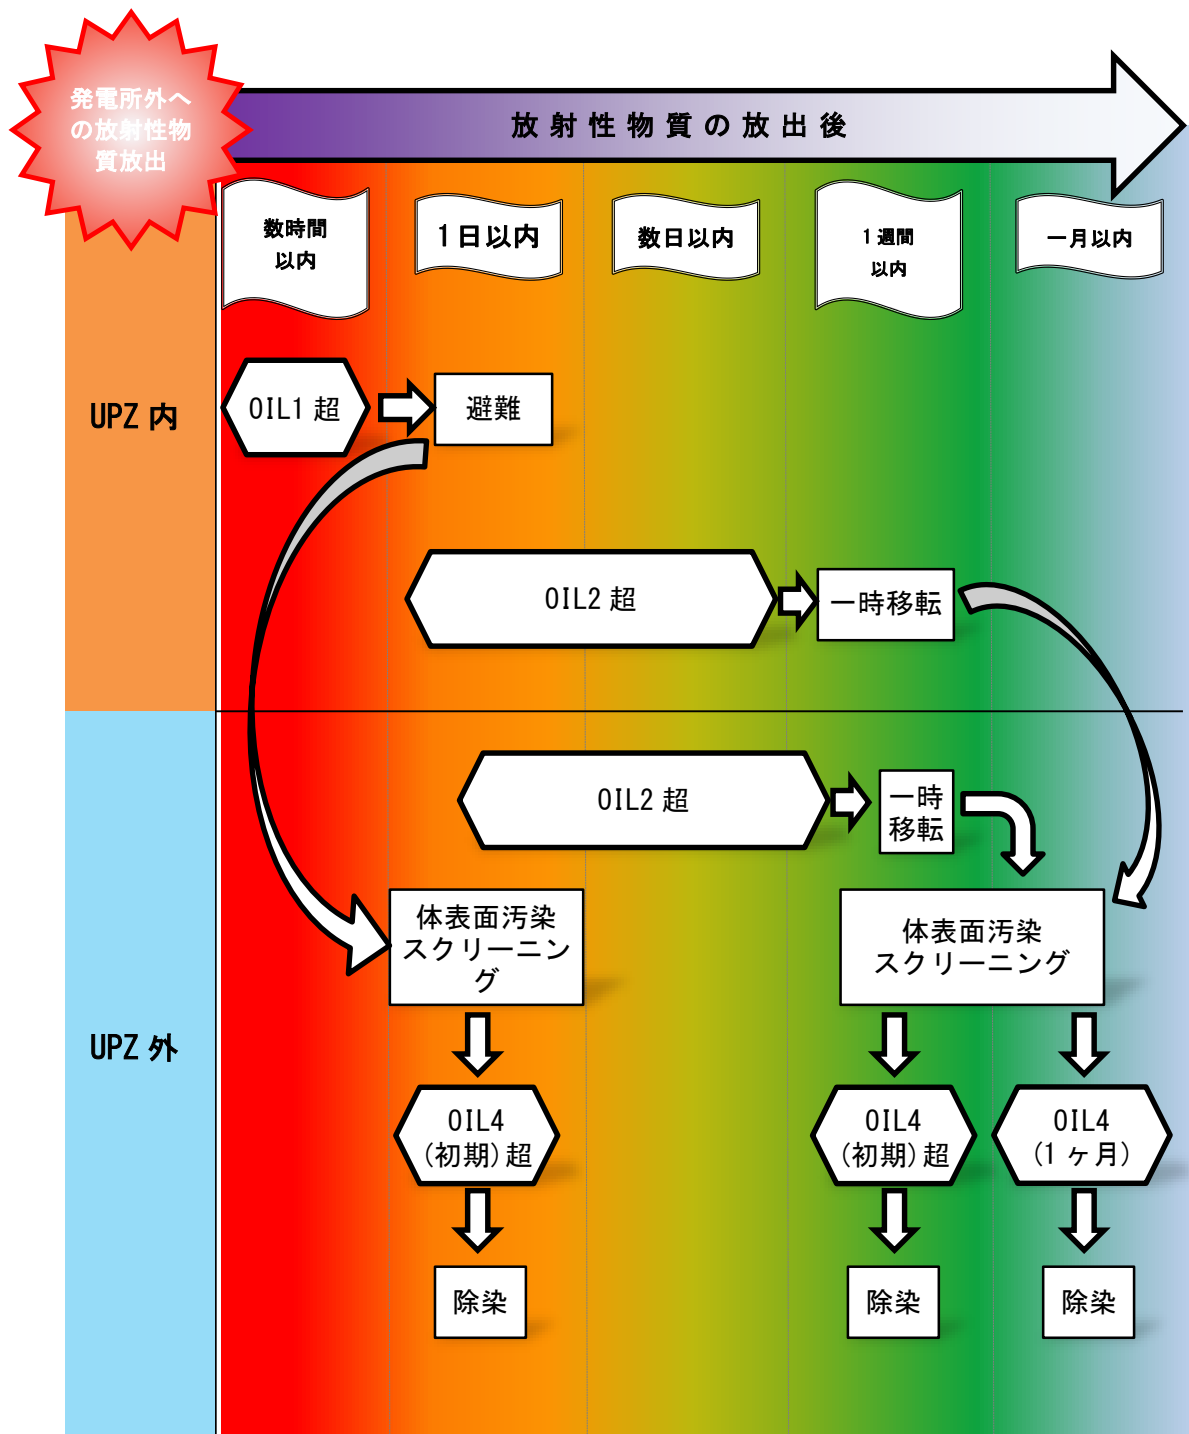 発電所外へ
の放射性物
質放出
放射性物質の放出後
数時間
以内
1日以内
数日以内
1週間
以内
一月以内
UPZ 内
OIL1 超
避難
OIL2 超
一時移転
UPZ 外
OIL2 超
一時
移転
体表面汚染
スクリーニン
グ
体表面汚染
スクリーニング
OIL4
(初期)超
OIL4
(初期)超
OIL4
(1ヶ月)
除染
除染
除染